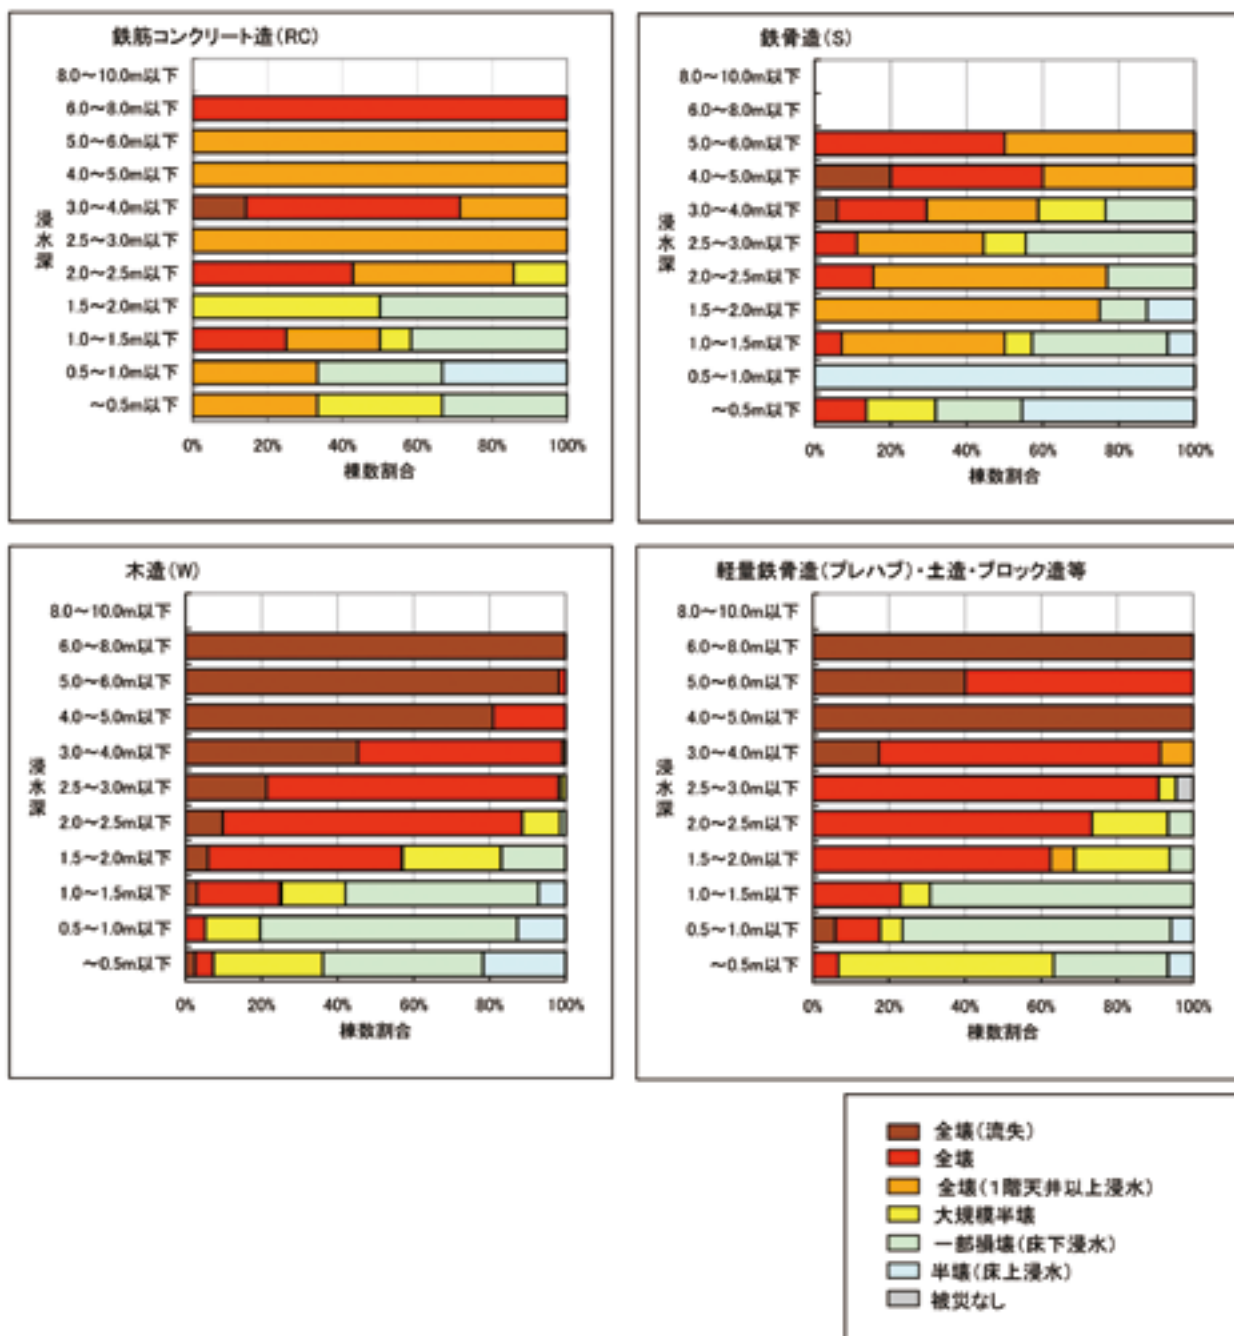 鉄筋コンクリート造(RC)
8.0～10.0m以下
6.0～8.0m以下
5.0～6.0m以下
4.0～5.0m以下
3.0～4.0m以下
2.5～3.0m以下
2.0～2.5m以下
1.5～2.0m以下
1.0～1.5m以下
0.5～1.0m以下
～0.5m以下
浸水深
0% 20% 40% 60% 80% 100%
棟数割合
鉄骨造(S)
8.0～10.0m以下
6.0～8.0m以下
5.0～6.0m以下
4.0～5.0m以下
3.0～4.0m以下
2.5～3.0m以下
2.0～2.5m以下
1.5～2.0m以下
1.0～1.5m以下
0.5～1.0m以下
～0.5m以下
浸水深
0% 20% 40% 60% 80% 100%
棟数割合
木造(W)
8.0～10.0m以下
6.0～8.0m以下
5.0～6.0m以下
4.0～5.0m以下
3.0～4.0m以下
2.5～3.0m以下
2.0～2.5m以下
1.5～2.0m以下
1.0～1.5m以下
0.5～1.0m以下
～0.5m以下
浸水深
0% 20% 40% 60% 80% 100%
棟数割合
軽量鉄骨造(プレハブ)・土造・ブロック造等
8.0～10.0m以下
6.0～8.0m以下
5.0～6.0m以下
4.0～5.0m以下
3.0～4.0m以下
2.5～3.0m以下
2.0～2.5m以下
1.5～2.0m以下
1.0～1.5m以下
0.5～1.0m以下
～0.5m以下
浸水深
0% 20% 40% 60% 80% 100%
棟数割合
全壊(流失)
全壊
全壊(1階天井以上浸水)
大規模半壊
一部損壊(床下浸水)
半壊(床上浸水)
被災なし